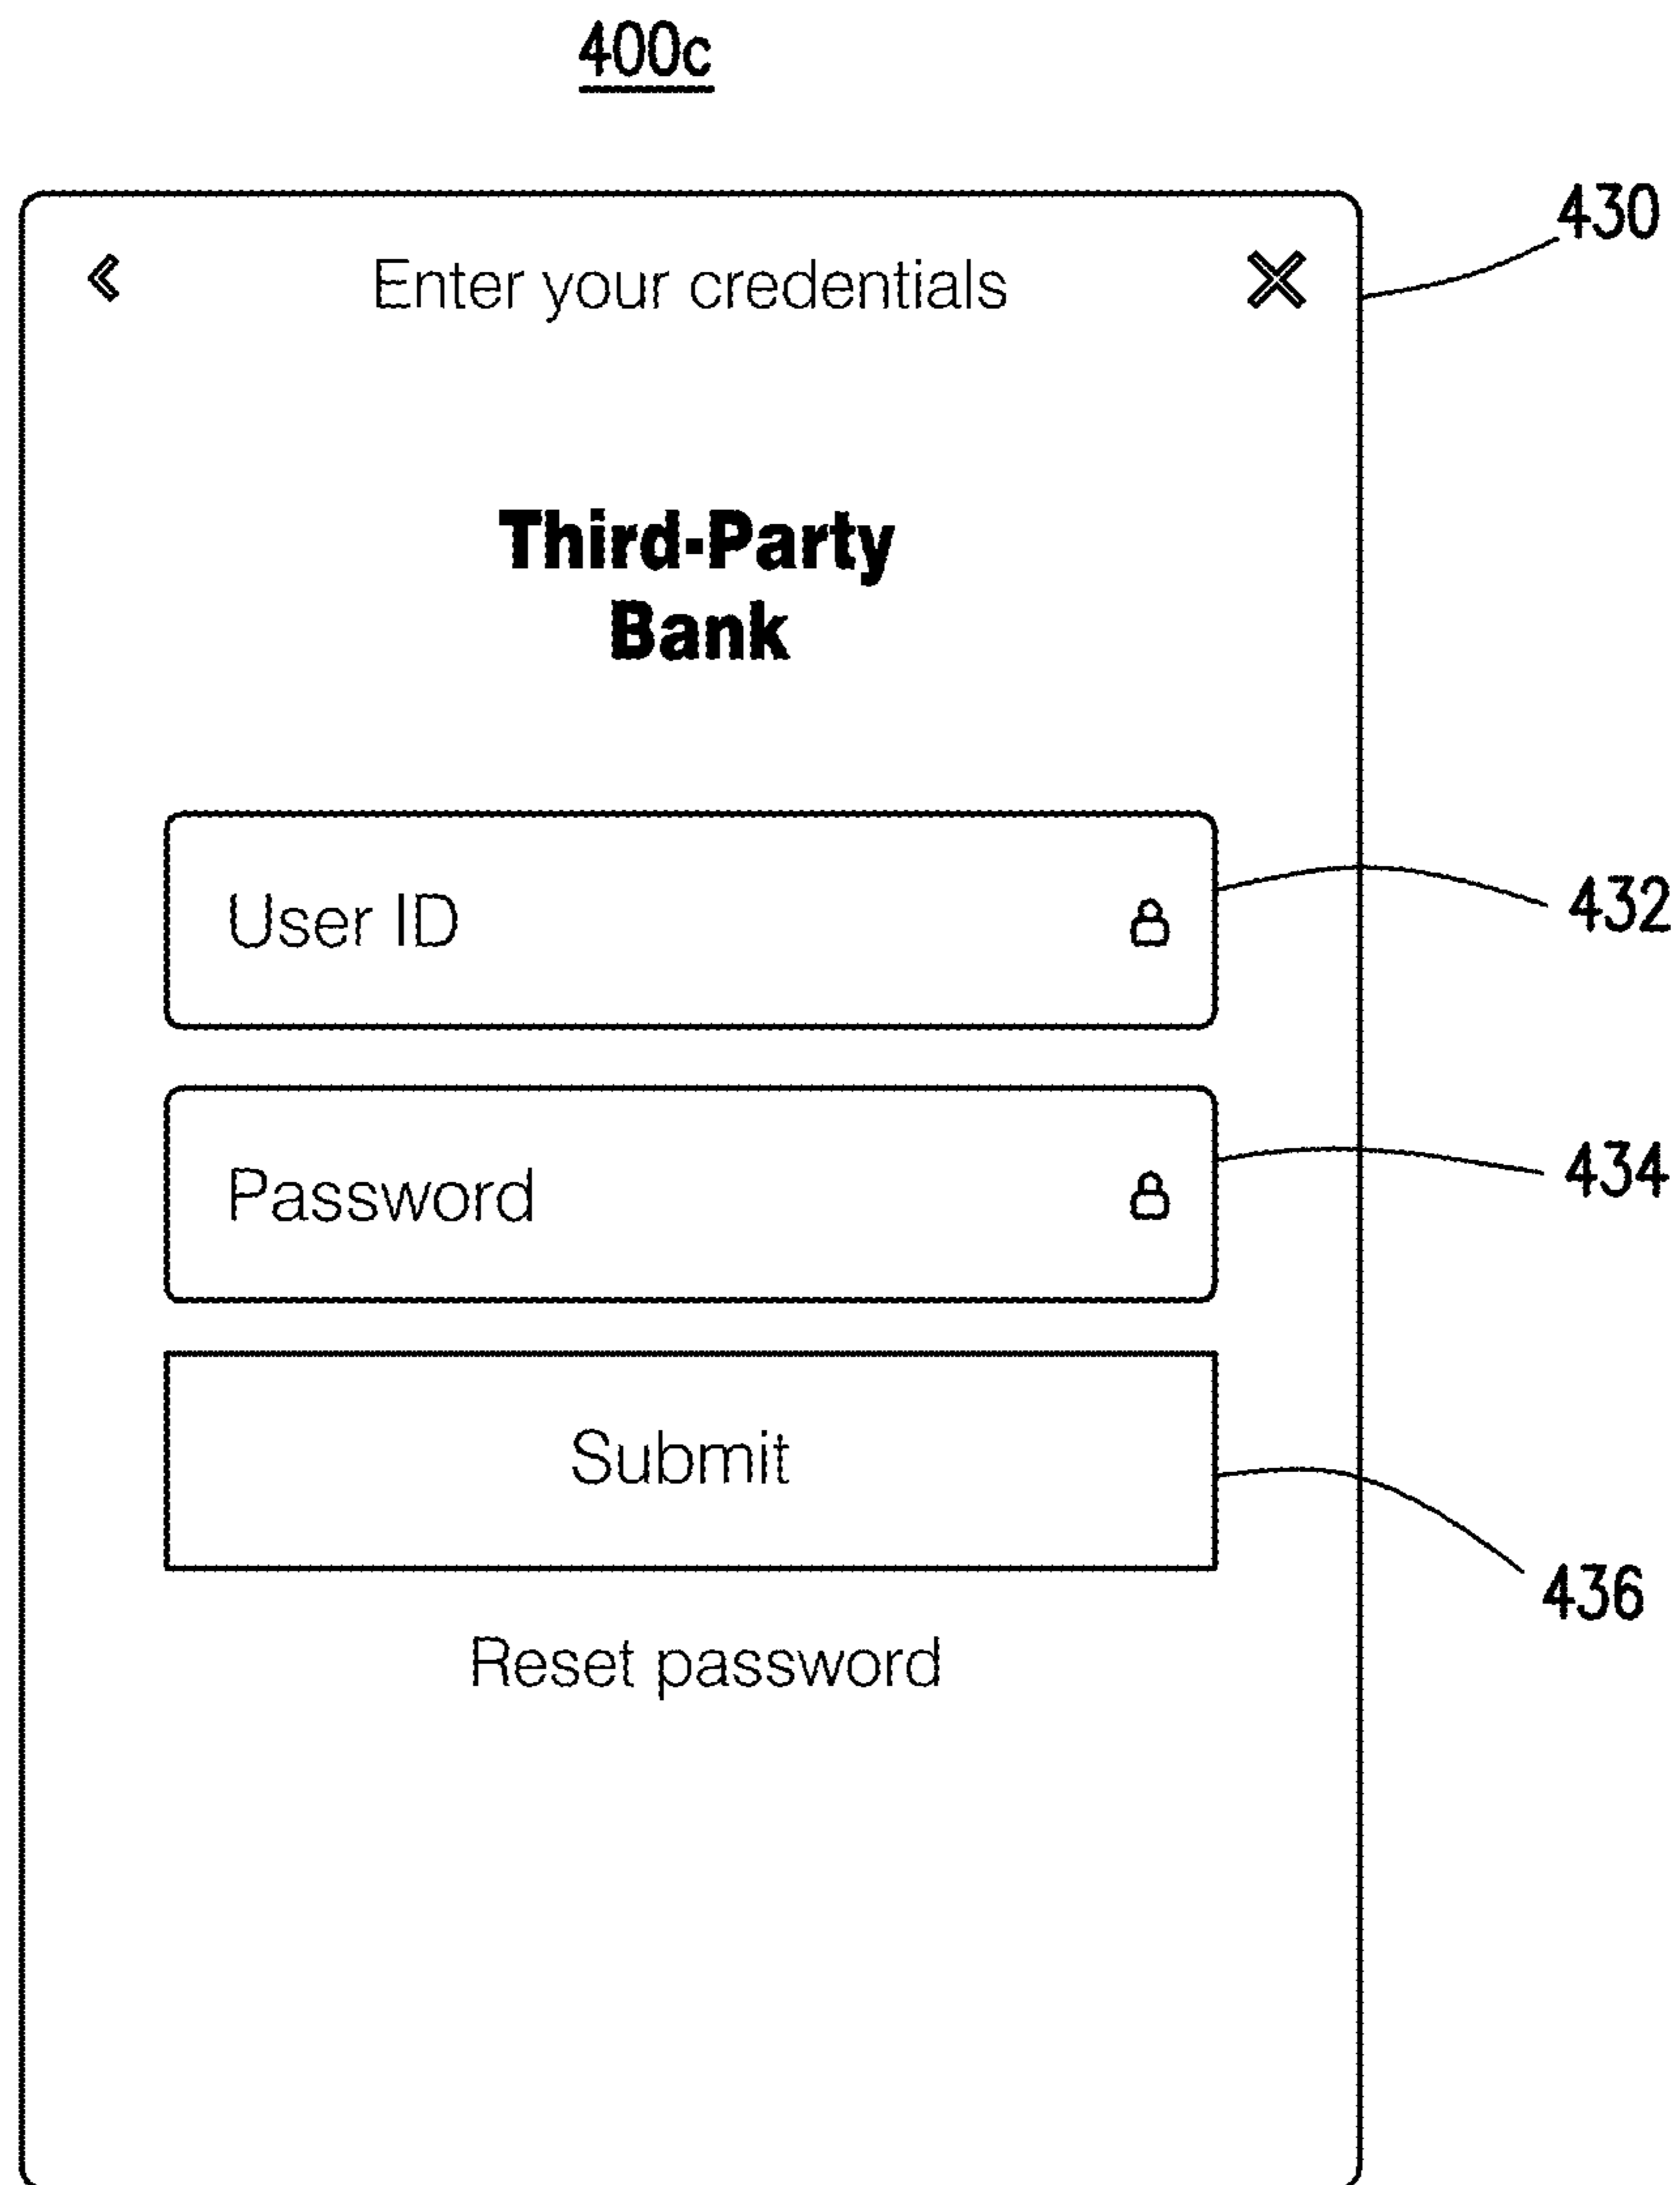 400c
430
Enter your credentials
Third-Party
Bank
User ID
432
Password
434
Submit
436
Reset password